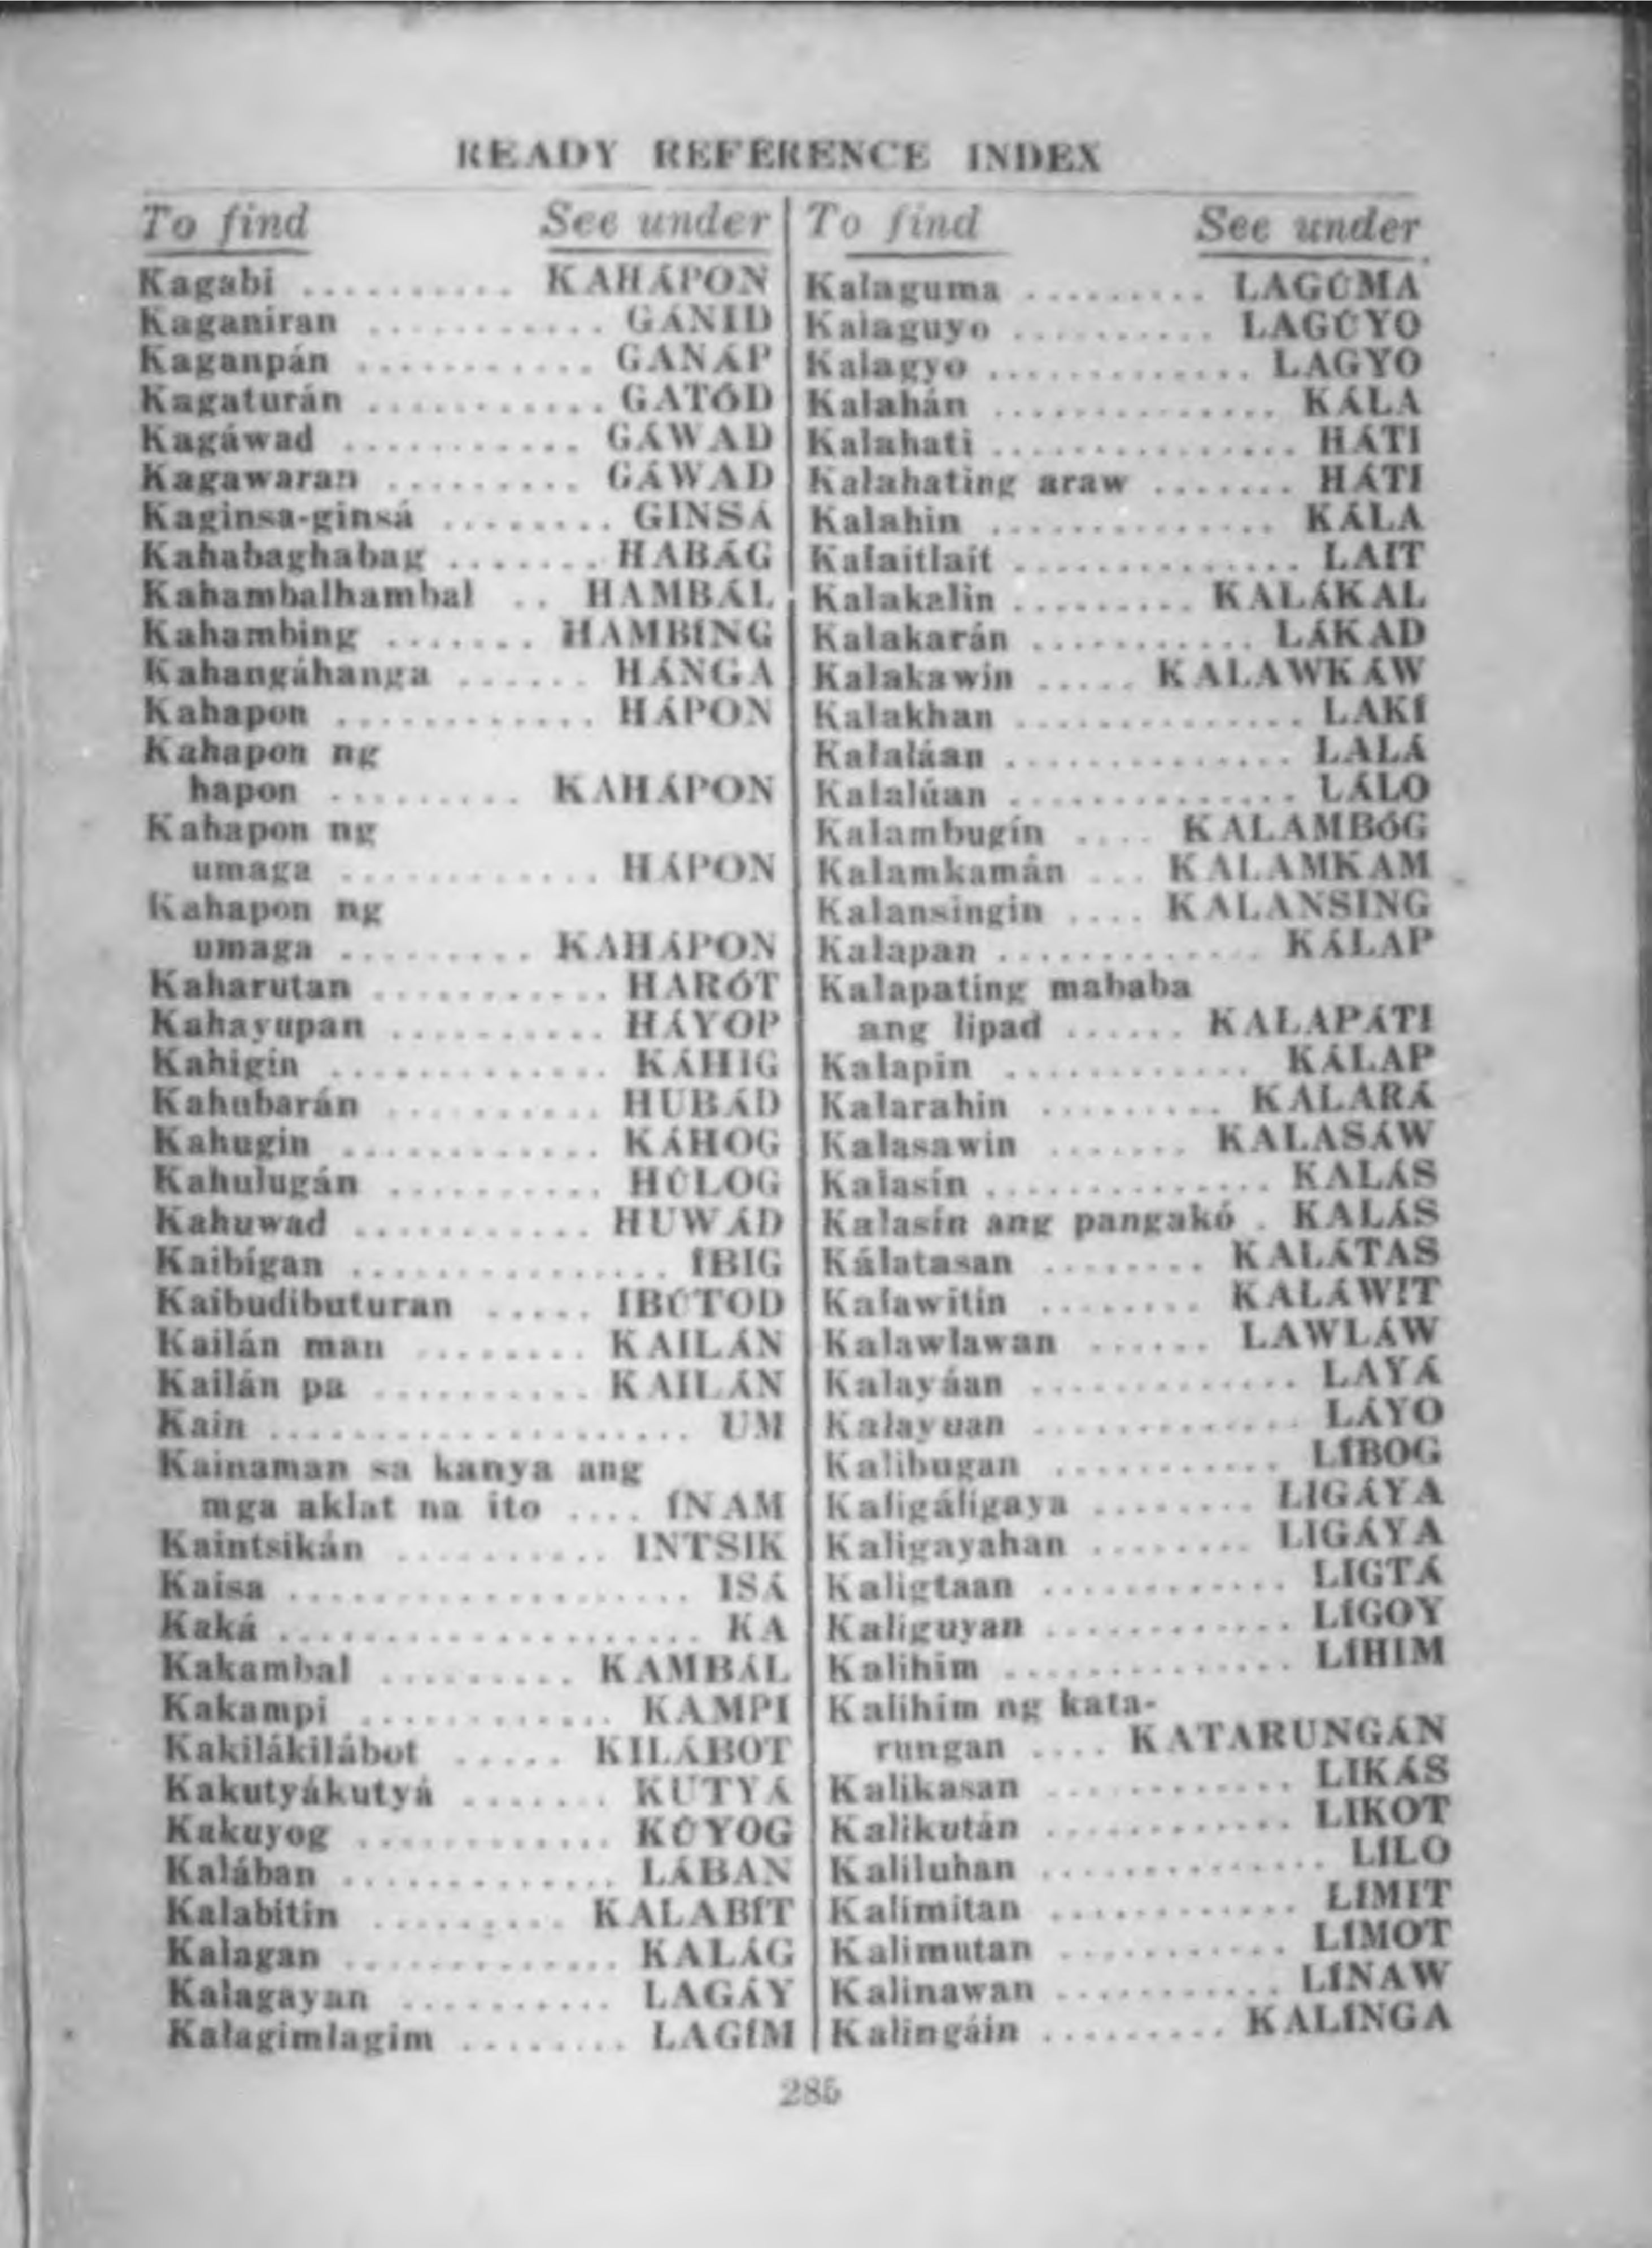 READY REFERENCE INDEX
To find See under
Kagabi .......... KAHÁPON
Kaganiran ............ GÁNID
Kaganpán ............ GANÁP
Kagaturán ............ GATÓD
Kagáwad ............ GÁWAD
Kagawaran .......... GÁWAD
Kaginsa-ginsá ........ GINSÁ
Kahabaghabag ........ HABÁG
Kahambalhambal .. HAMBÁL
Kahambing ....... HAMBÍNG
Kahangáhanga ...... HÁNGA
Kahapon ............ HÁPON
Kahapon ng
hapon ......... KAHÁPON
Kahapon ng
umaga ............ HÁPON
Kahapon ng
umaga ......... KAHÁPON
Kaharutan ........... HARÓT
Kahayupan .......... HÁYOP
Kahigin ............. KÁHIG
Kahubarán .......... HUBÁD
Kahugin ............ KÁHOG
Kahulugán .......... HÚLOG
Kahuwad ........... HUWÁD
Kaibigan ............... ÍBIG
Kaibudibuturan ..... IBÚTOD
Kailán man ........ KAILÁN
Kailán pa .......... KAILÁN
Kain ..................... UM
Kainaman sa kanya ang
mga aklat na ito .... ÍNAM
Kaintsikán .......... INTSIK
Kaisa .................... ISÁ
Kaká ..................... KA
Kakambal .......... KAMBÁL
Kakampi ............ KAMPI
Kakilákilábot ..... KILÁBOT
Kakutyákutyá ....... KUTYÁ
Kakuyog ............ KÚYOG
Kalában ............. LÁBAN
Kalabitin .......... KALABÍT
Kalagan ............. KALÁG
Kalagayan .......... LAGÁY
Kalagimlagim ........ LAGÍM
To find See under
Kalaguma ......... LAGÚMA
Kalaguyo .......... LAGÚYO
Kalagyo ............. LAGYO
Kalahán .............. KÁLA
Kalahati ............... HÁTI
Kalahating araw ....... HÁTI
Kalahin .............. KÁLA
Kalaitlait .............. LAIT
Kalakalin ......... KALÁKAL
Kalakarán ........... LÁKAD
Kalakawin ..... KALAWKÁW
Kalakhan .............. LAKÍ
Kalaláan .............. LALÁ
Kalalúan .............. LÁLO
Kalambugin .... KALAMBÓG
Kalamkamán ... KALAMKAM
Kalansingin .... KALANSING
Kalapan ............. KÁLAP
Kalapating mababa
ang lipad ...... KALAPÁTI
Kalapin ............ KÁLAP
Kalarahin ......... KALARÁ
Kalasawin ....... KALASÁW
Kalasin .............. KALÁS
Kalasin ang pangakó . KALÁS
Kálatasan ........ KALÁTAS
Kalawitin ........ KALÁWIT
Kalawlawan ...... LAWLÁW
Kalayáan ............. LAYÁ
Kalayuan ............. LÁYO
Kalibugan ........... LÍBOG
Kaligáligaya ........ LIGÁYA
Kaligayahan ........ LIGÁYA
Kaligtaan ............ LIGTÁ
Kaliguyan ............ LÍGOY
Kalihim .............. LÍHIM
Kalihim ng kata-
rungan .... KATARUNGÁN
Kalikasan ............ LIKÁS
Kalikután ............ LIKOT
Kaliluhan .............. LÍLO
Kalimitan ............ LÍMIT
Kalimutan ........... LÍMOT
Kalinawan ........... LÍNAW
Kalingáin ......... KALÍNGA
285